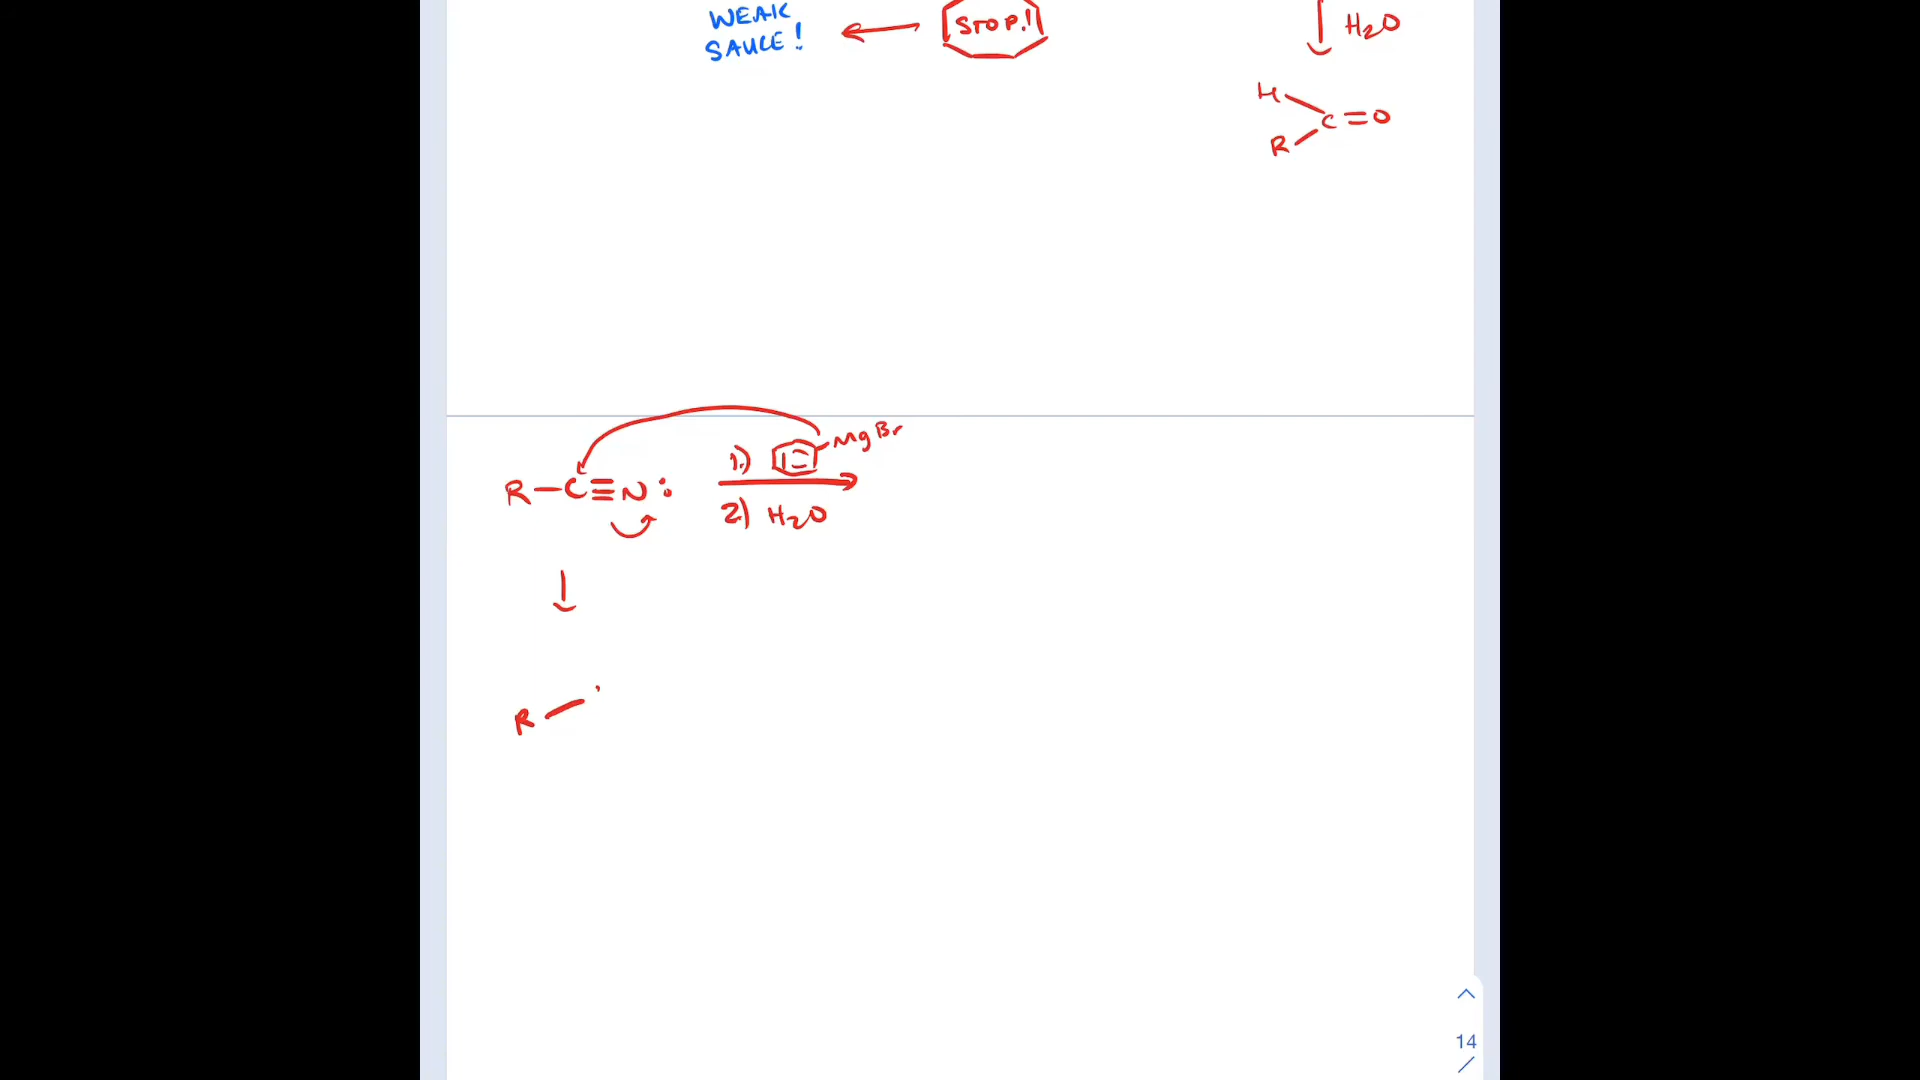 WEAK
SAUCE!
STOP!!
H₂O
H
C=O
R
1.) MgBr
R-C≡N:
2.) H₂O
R
14